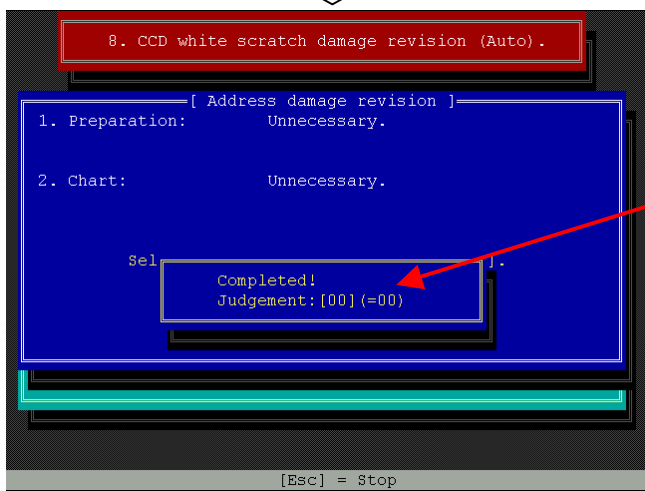 8. CCD white scratch damage revision (Auto).
[ Address damage revision ]
1. Preparation: Unnecessary.
2. Chart: Unnecessary.
Sel ].
Completed!
Judgement:[00](=00)
[Esc] = Stop